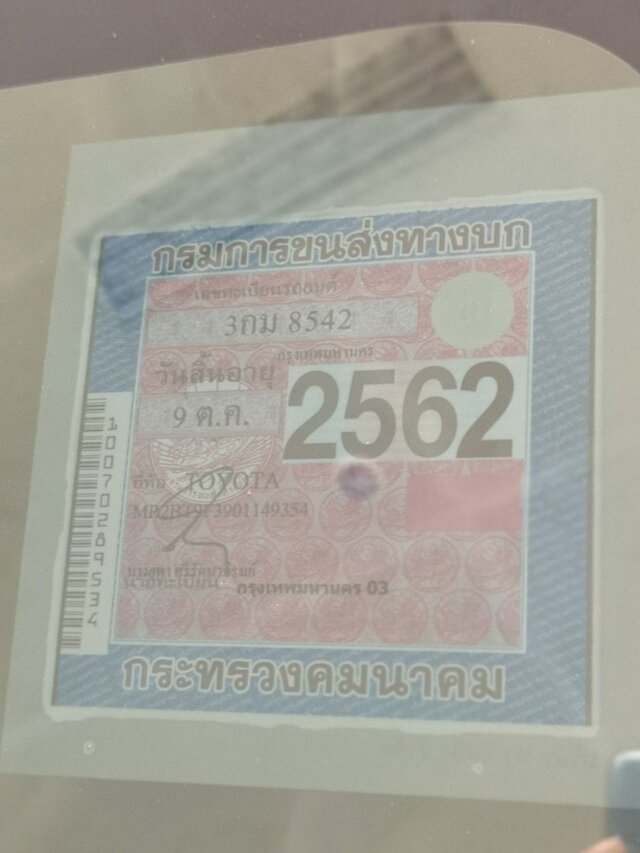 กรมการขนส่งทางบก
เลขทะเบียนรถยนต์
3กม 8542
กรุงเทพมหานคร
วันสิ้นอายุ
9 ต.ค.
2562
ยี่ห้อ TOYOTA
MR2B19F3901149354
นายทะเบียน
กรุงเทพมหานคร 03
10070289534
กระทรวงคมนาคม